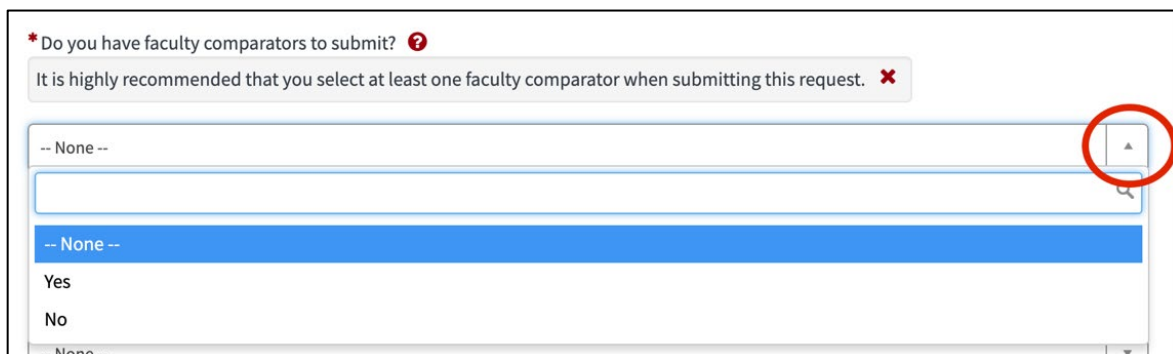 * Do you have faculty comparators to submit? ?
It is highly recommended that you select at least one faculty comparator when submitting this request. ✖
-- None --
-- None --
Yes
No
-- None --